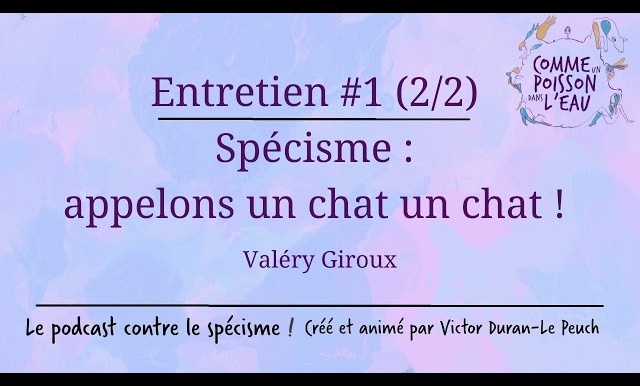 COMME UN
POISSON
DANS L'EAU
Entretien #1 (2/2)
Spécisme :
appelons un chat un chat !
Valéry Giroux
Le podcast contre le spécisme ! Créé et animé par Victor Duran-Le Peuch